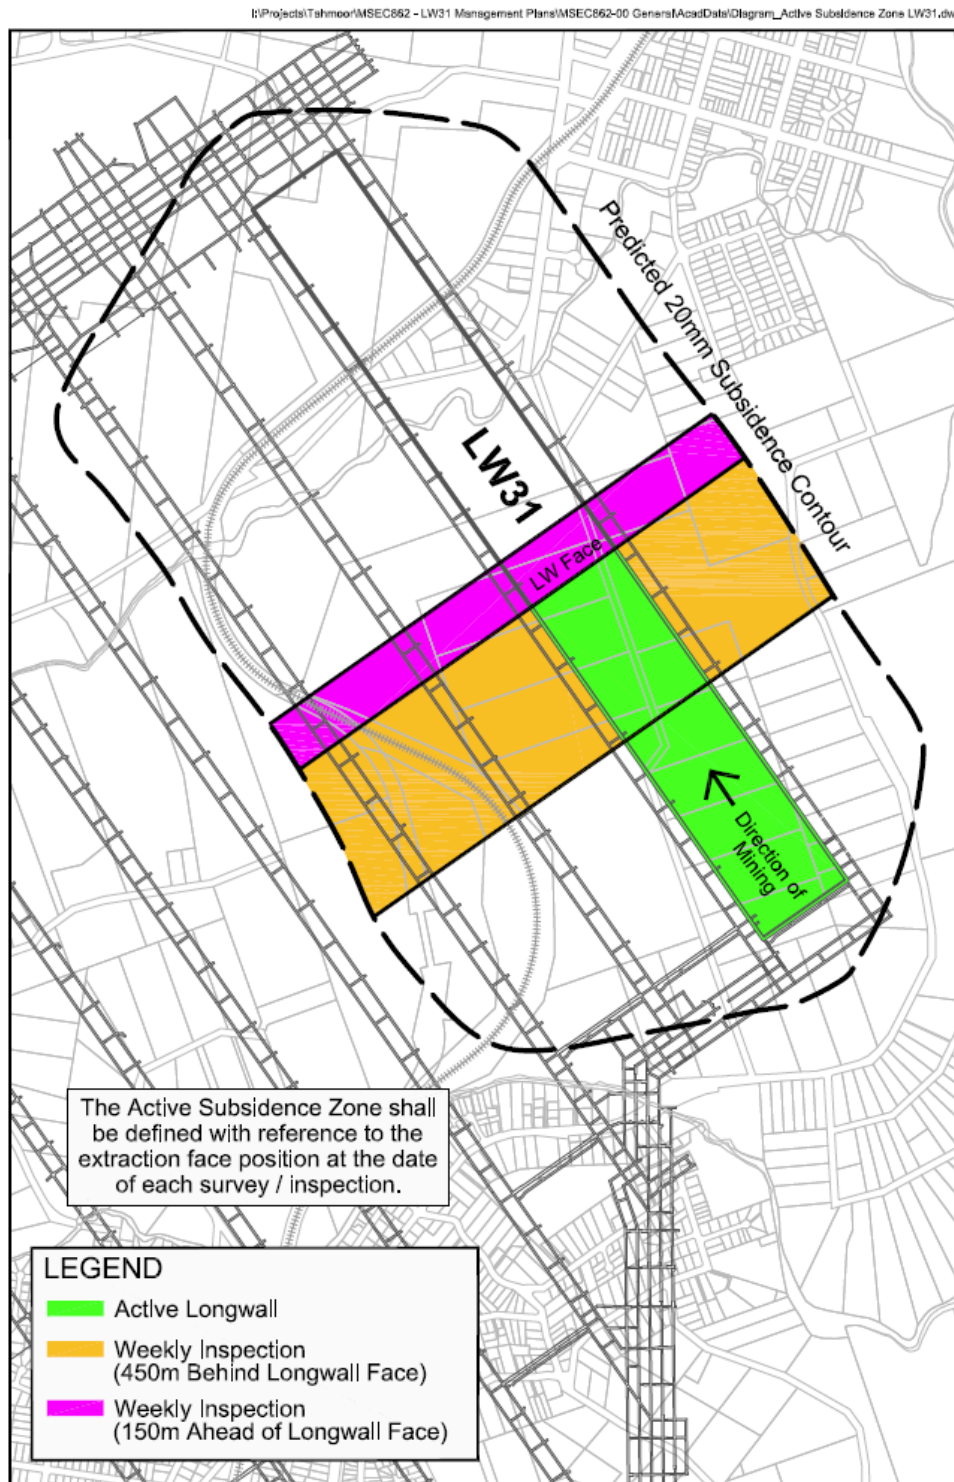 I:\Projects\Tahmoor\MSEC862 - LW31 Management Plans\MSEC862-00 General\AcadData\Diagram_Active Subsidence Zone LW31.dw
Predicted 20mm Subsidence Contour
LW31
LW Face
Direction of
Mining
The Active Subsidence Zone shall
be defined with reference to the
extraction face position at the date
of each survey / inspection.
LEGEND
Active Longwall
Weekly Inspection
(450m Behind Longwall Face)
Weekly Inspection
(150m Ahead of Longwall Face)